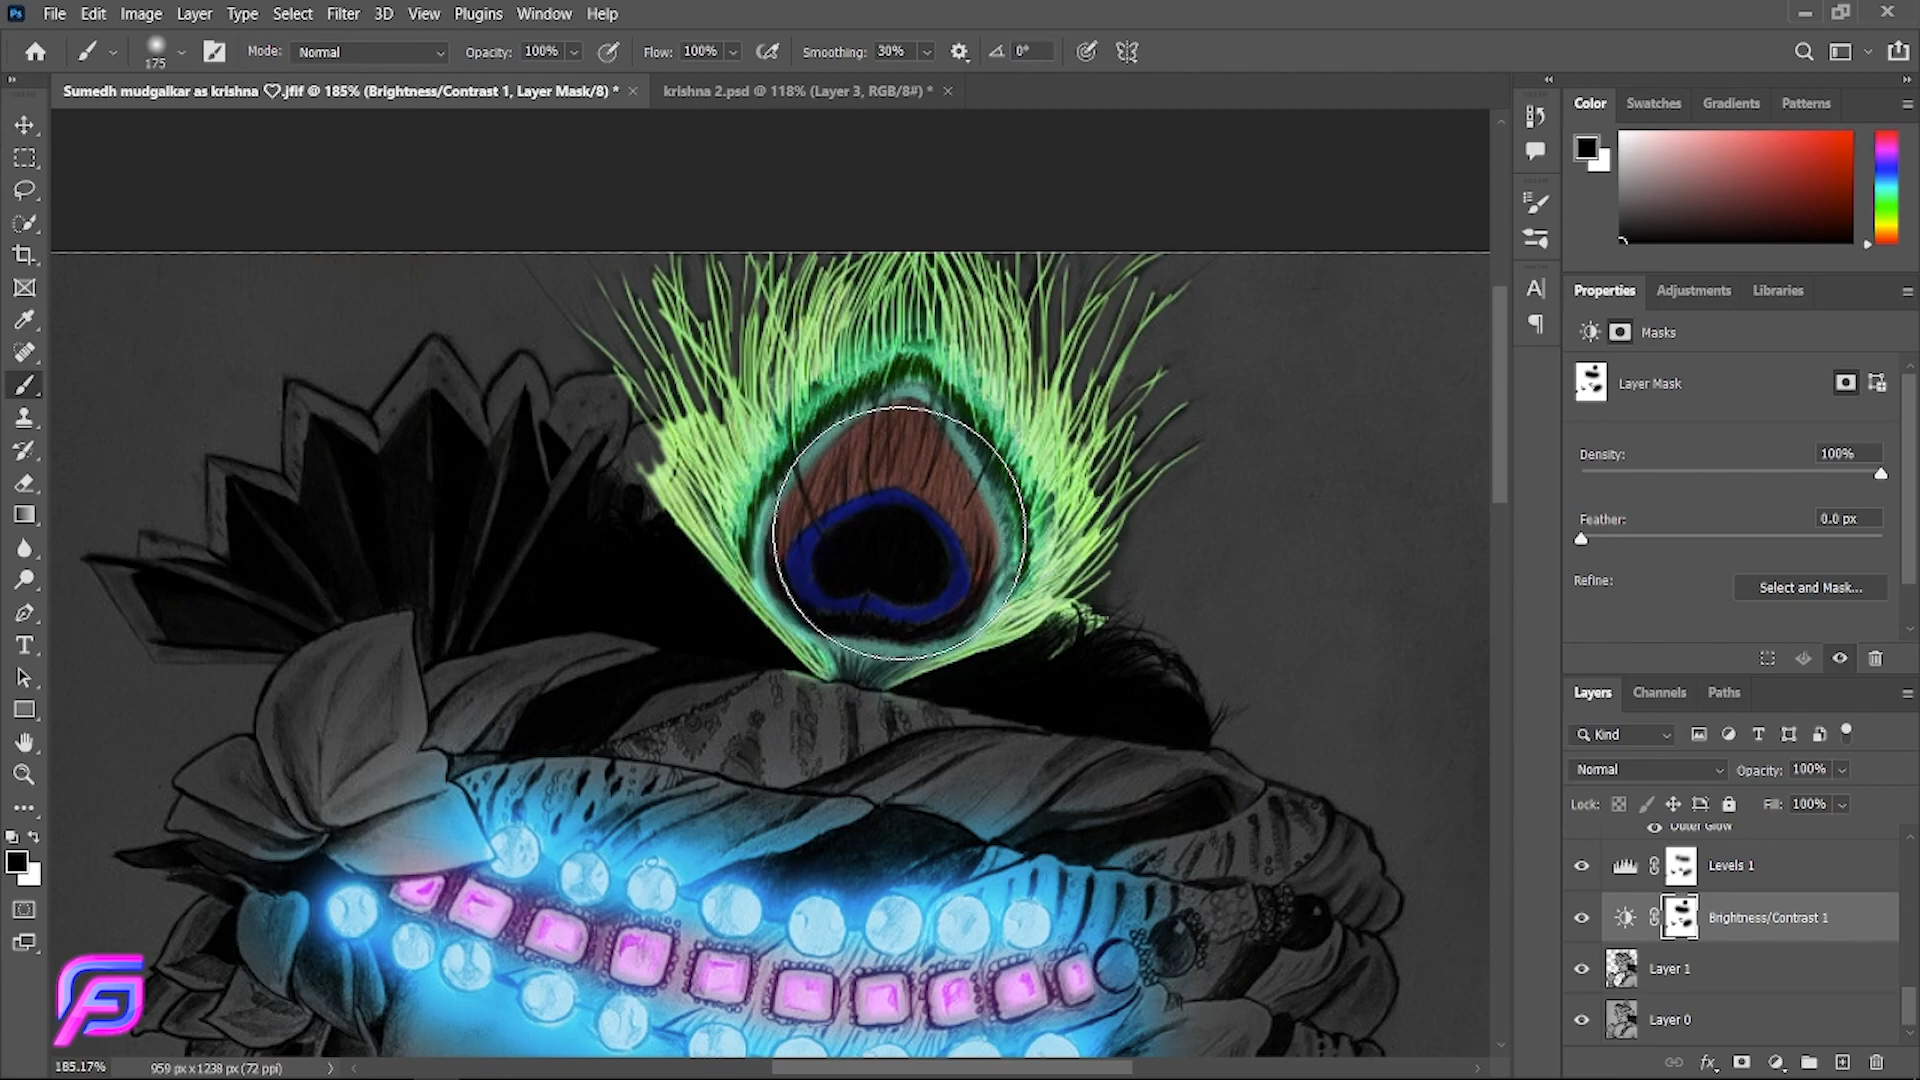 Ps File Edit Image Layer Type Select Filter 3D View Plugins Window Help
175 Mode: Normal Opacity: 100% Flow: 100% Smoothing: 30% 0°
Sumedh mudgalkar as krishna ♡.jfif @ 185% (Brightness/Contrast 1, Layer Mask/8) * krishna 2.psd @ 118% (Layer 3, RGB/8#) *
Color Swatches Gradients Patterns
Properties Adjustments Libraries
Masks
Layer Mask
Density: 100%
Feather: 0.0 px
Refine: Select and Mask...
Layers Channels Paths
Kind
Normal Opacity: 100%
Lock: Fill: 100%
Outer Glow
Levels 1
Brightness/Contrast 1
Layer 1
Layer 0
185.17% 959 px x 1238 px (72 ppi)